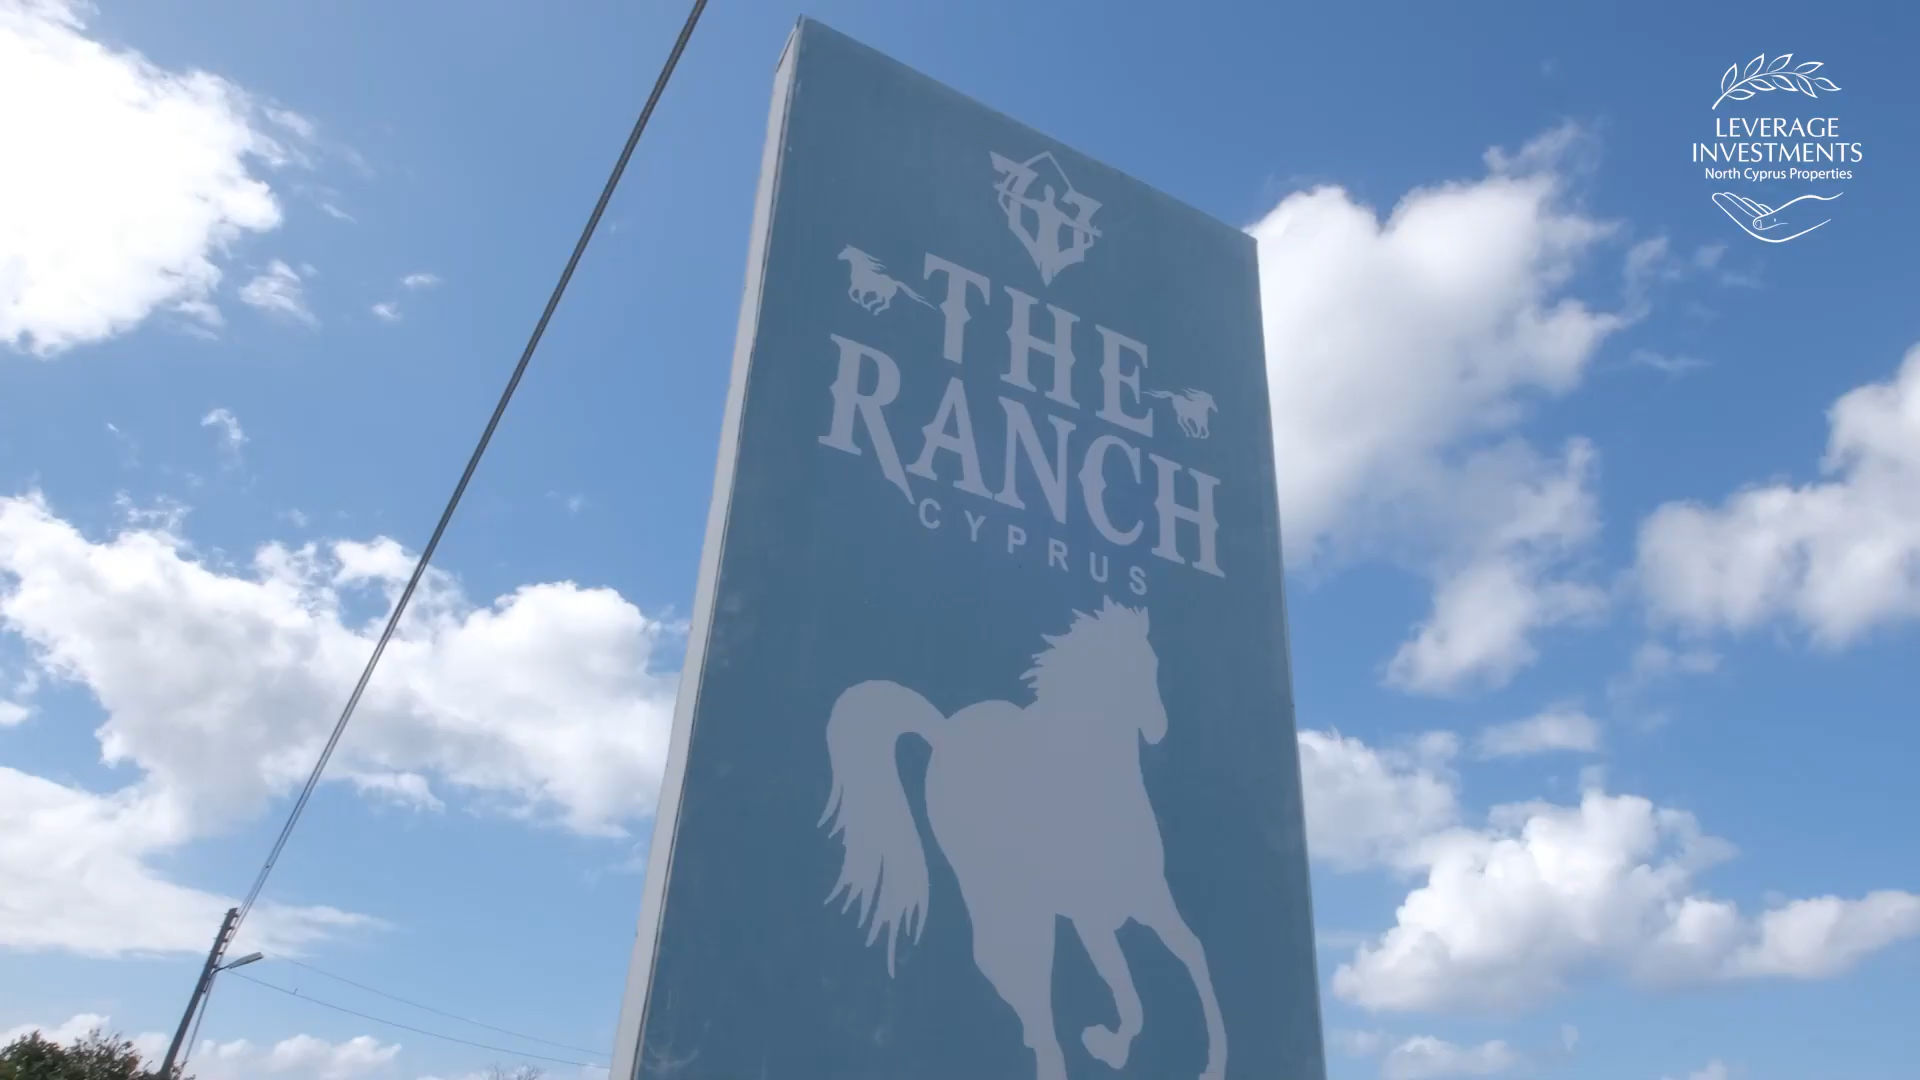 THE
RANCH
CYPRUS
LEVERAGE
INVESTMENTS
North Cyprus Properties